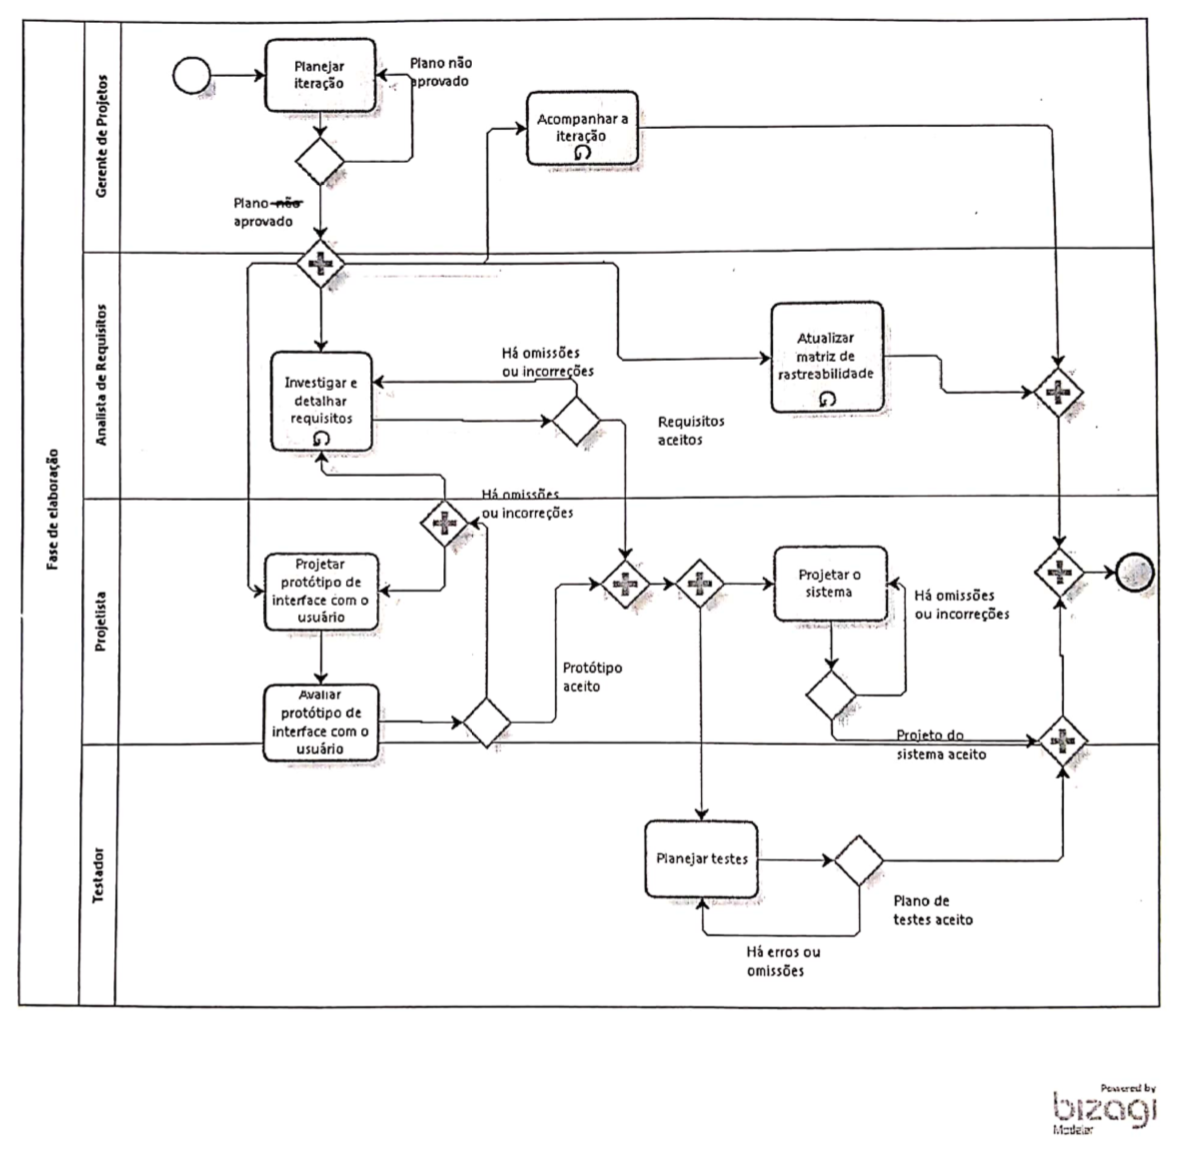 Fase de elaboração
Gerente de Projetos
Planejar
iteração
Plano não
aprovado
Acompanhar a
iteração
Plano não
aprovado
Analista de Requisitos
Investigar e
detalhar
requisitos
Há omissões
ou incorreções
Requisitos
aceitos
Atualizar
matriz de
rastreabilidade
Projetista
Há omissões
ou incorreções
Projetar
protótipo de
interface com o
usuário
Avaliar
protótipo de
interface com o
usuário
Protótipo
aceito
Projetar o
sistema
Há omissões
ou incorreções
Projeto do
sistema aceito
Testador
Planejar testes
Plano de
testes aceito
Há erros ou
omissões
Powered by
bizagi
Modeler